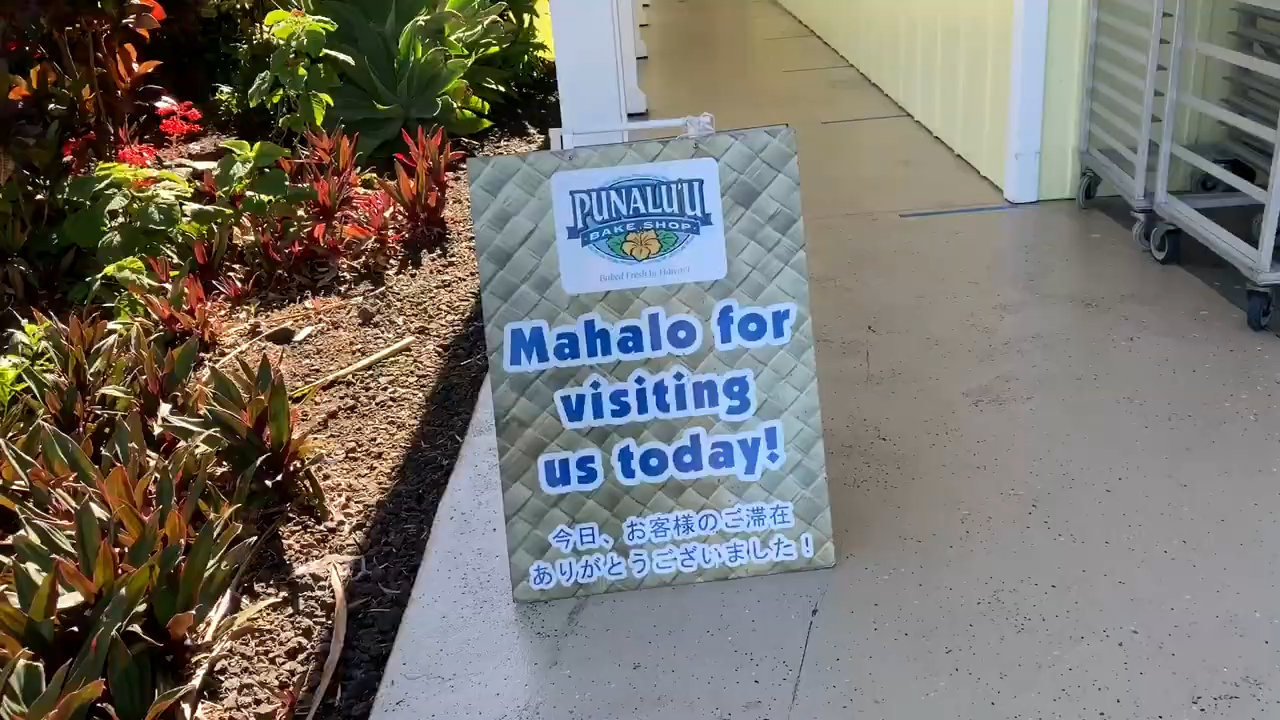 PUNALU'U
BAKE SHOP
Baked Fresh In Hawai'i
Mahalo for
visiting
us today!
今日、お客様のご滞在
ありがとうございました！